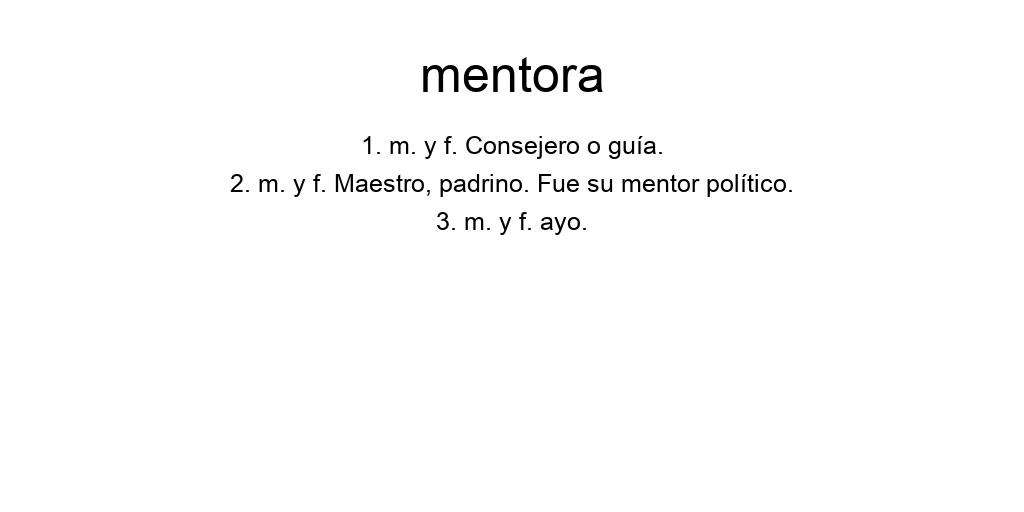 mentora
1. m. y f. Consejero o guía.
2. m. y f. Maestro, padrino. Fue su mentor político.
3. m. y f. ayo.